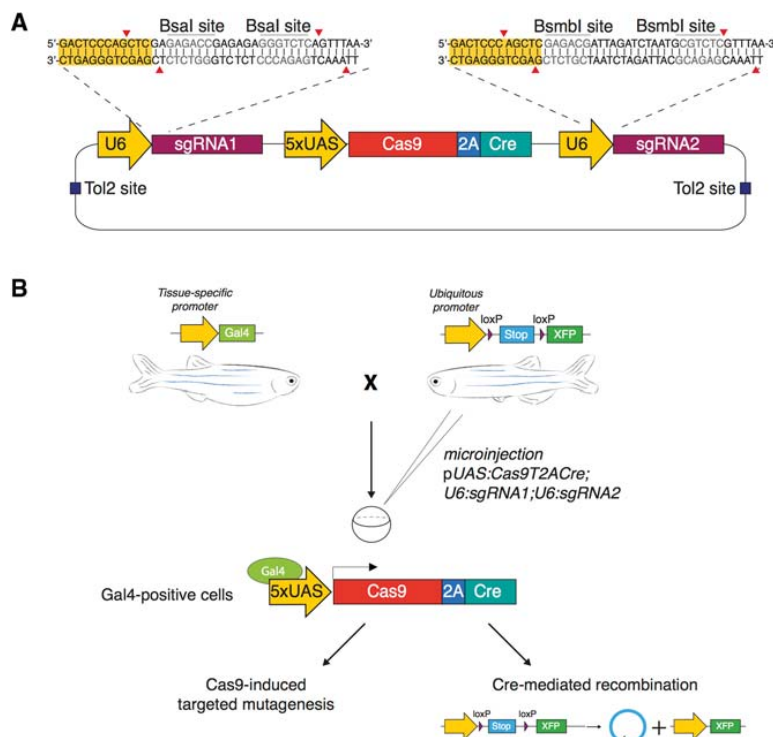 A
BsaI site BsaI site
5'-GACTCCCAGCTCGAGAGACCGAGAGAGGGTCTCAGTTTAA-3'
3'-CTGAGGGTCGAGCTCTCTGGGTCTCTCCCAGAGTCAAATT
BsmbI site BsmbI site
5'-GACTCCCAGCTCGAGACGATTAGATCTAATGCGTCTCGTTTAA-3
3'-CTGAGGGTCGAGCTCTGCTAATCTAGATTACGCAGAGCAAATT
U6 sgRNA1 5xUAS Cas9 2A Cre U6 sgRNA2
Tol2 site Tol2 site
B
Tissue-specific
promoter
Gal4
Ubiquitous
promoter
loxP loxP
Stop XFP
X
microinjection
pUAS:Cas9T2ACre;
U6:sgRNA1;U6:sgRNA2
Gal4-positive cells
Gal4
5xUAS Cas9 2A Cre
Cas9-induced
targeted mutagenesis
Cre-mediated recombination
loxP loxP
Stop XFP + XFP